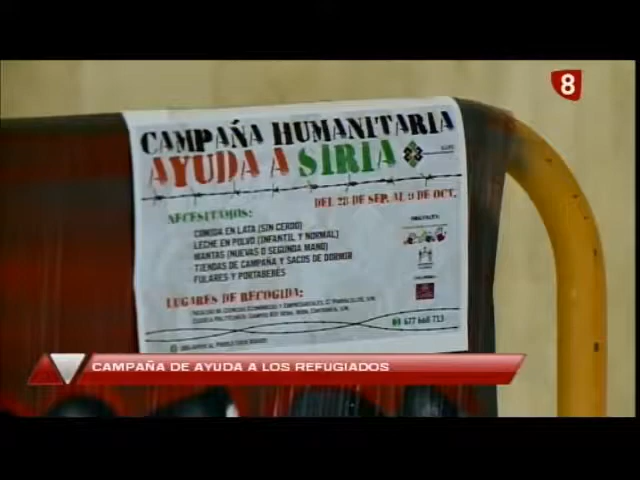 8
CAMPAÑA HUMANITARIA
AYUDA A SIRIA
DEL 28 DE SEP. AL 9 DE OCT.
NECESITAMOS:
COMIDA EN LATA (SIN CERDO)
LECHE EN POLVO (INFANTIL Y NORMAL)
MANTAS (NUEVAS O SEGUNDA MANO)
TIENDAS DE CAMPAÑA Y SACOS DE DORMIR
FULARES Y PORTABEBÉS
LUGARES DE RECOGIDA:
677 668 713
CAMPAÑA DE AYUDA A LOS REFUGIADOS